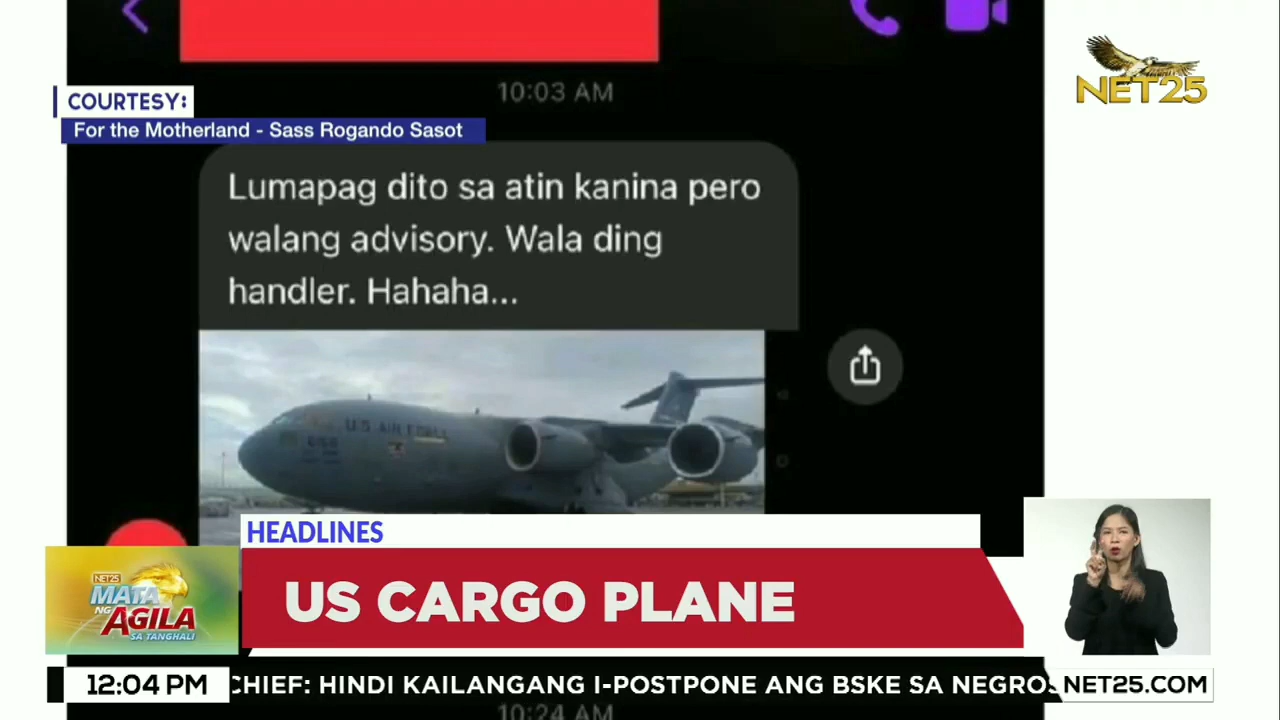 10:03 AM
NET25
COURTESY:
For the Motherland - Sass Rogando Sasot
Lumapag dito sa atin kanina pero
walang advisory. Wala ding
handler. Hahaha...
U.S. AIR FORCE
HEADLINES
US CARGO PLANE
NET25
MATA
NG
AGILA
SA TANGHALI
12:04 PM
CHIEF: HINDI KAILANGANG I-POSTPONE ANG BSKE SA NEGROS
NET25.COM
10:24 AM